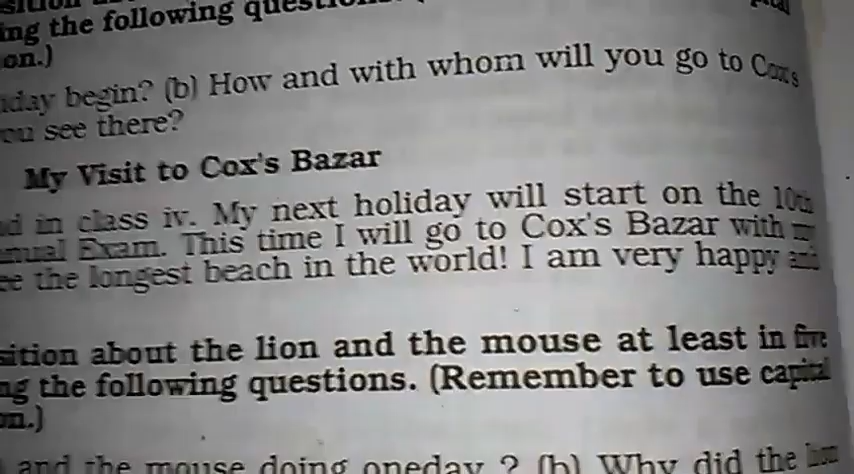 ng the following
on.)
day begin? (b) How and with whom will you go to Cox's
ou see there?
My Visit to Cox's Bazar
d in class iv. My next holiday will start on the 10th
nual Exam. This time I will go to Cox's Bazar with
ee the longest beach in the world! I am very happy and
sition about the lion and the mouse at least in five
ng the following questions. (Remember to use capital
on.)
and the mouse doing oneday ? (b) Why did the lion